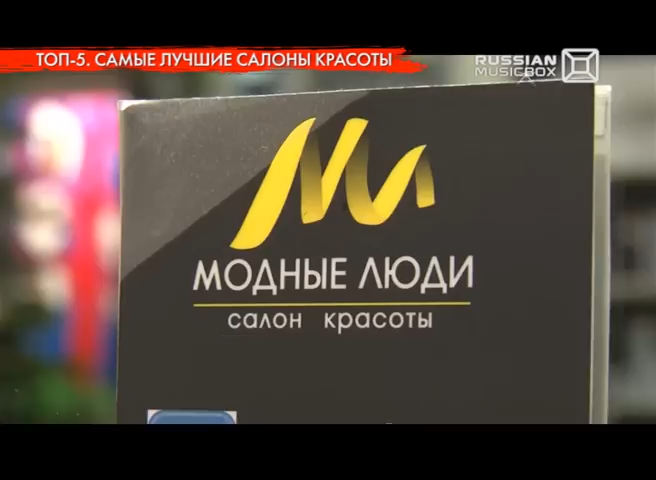 ТОП-5. САМЫЕ ЛУЧШИЕ САЛОНЫ КРАСОТЫ
RUSSIAN
MUSICBOX
МОДНЫЕ ЛЮДИ
салон красоты